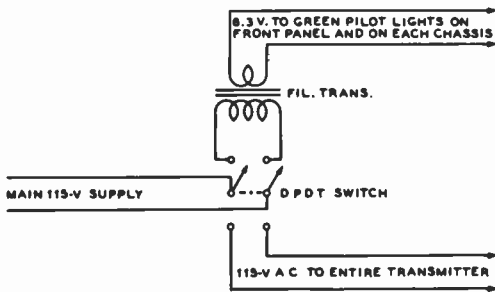 6.3 V. TO GREEN PILOT LIGHTS ON
FRONT PANEL AND ON EACH CHASSIS
FIL. TRANS.
MAIN 115-V SUPPLY
DPDT SWITCH
115-V A C TO ENTIRE TRANSMITTER